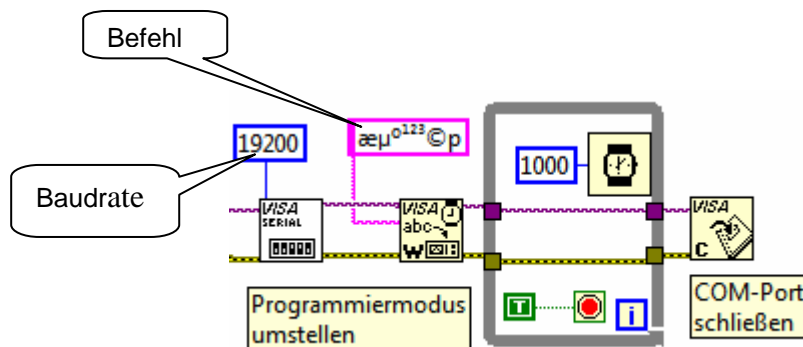 Befehl
19200
æµº¹²³©p
1000
Baudrate
VISA
SERIAL
VISA
abc
W
VISA
C
T
i
Programmiermodus
umstellen
COM-Port
schließen